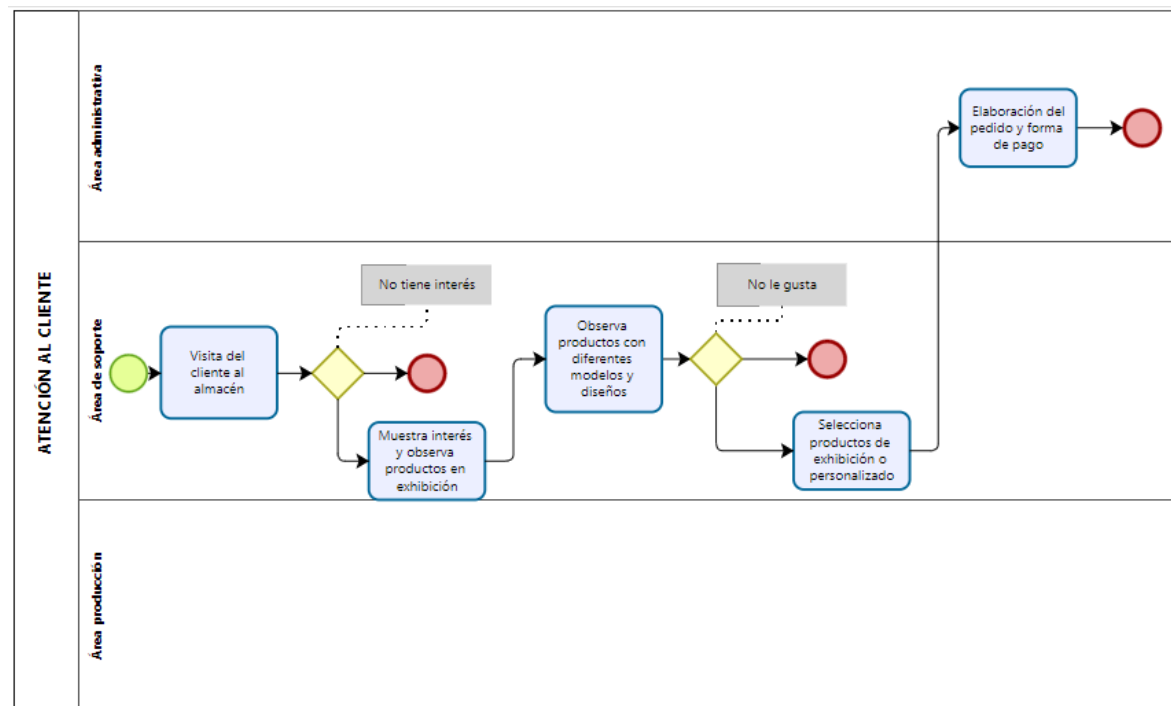 ATENCIÓN AL CLIENTE
Área administrativa
Elaboración del
pedido y forma
de pago
Área de soporte
Visita del
cliente al
almacén
No tiene interés
Muestra interés
y observa
productos en
exhibición
Observa
productos con
diferentes
modelos y
diseños
No le gusta
Selecciona
productos de
exhibición o
personalizado
Área producción